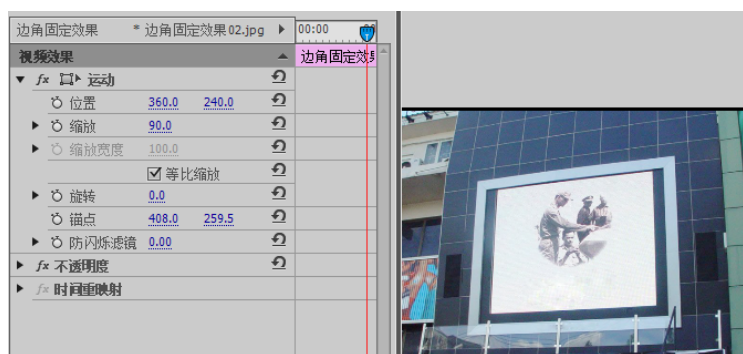 边角固定效果 * 边角固定效果02.jpg 00:00
视频效果 边角固定效
fx 运动
位置 360.0 240.0
缩放 90.0
缩放宽度 100.0
等比缩放
旋转 0.0
锚点 408.0 259.5
防闪烁滤镜 0.00
fx 不透明度
fx 时间重映射